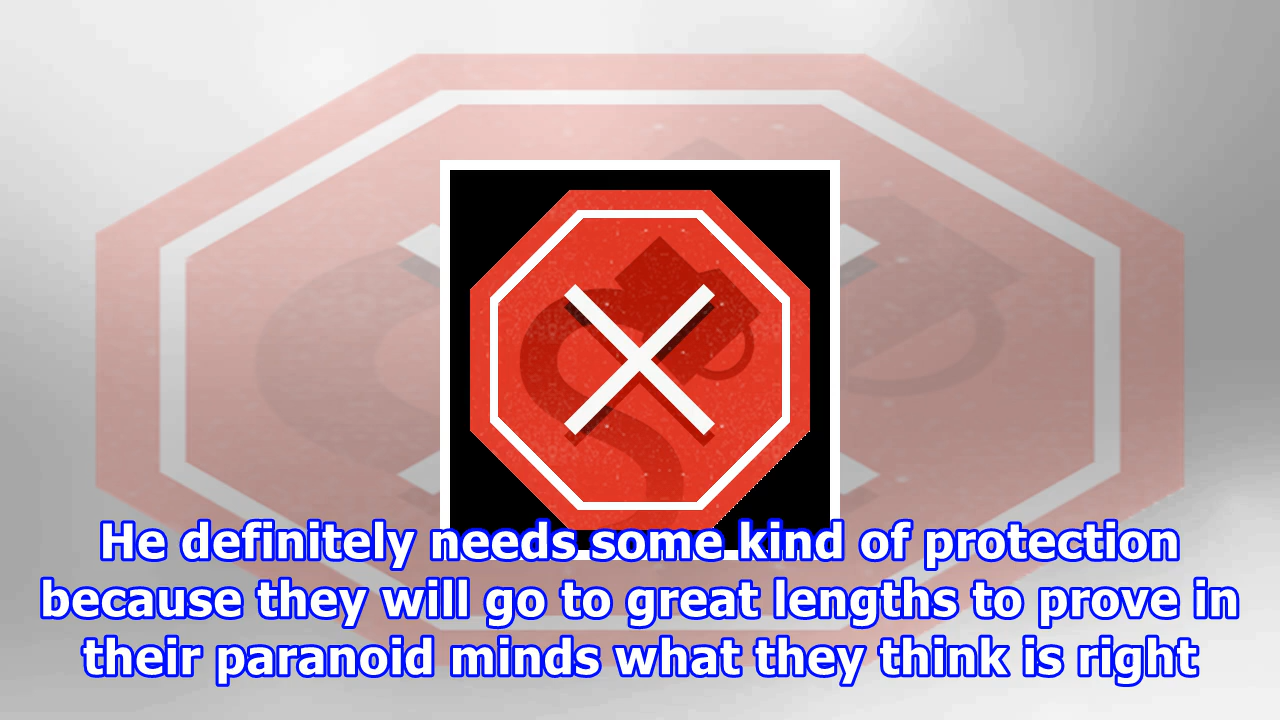 He definitely needs some kind of protection
because they will go to great lengths to prove in
their paranoid minds what they think is right